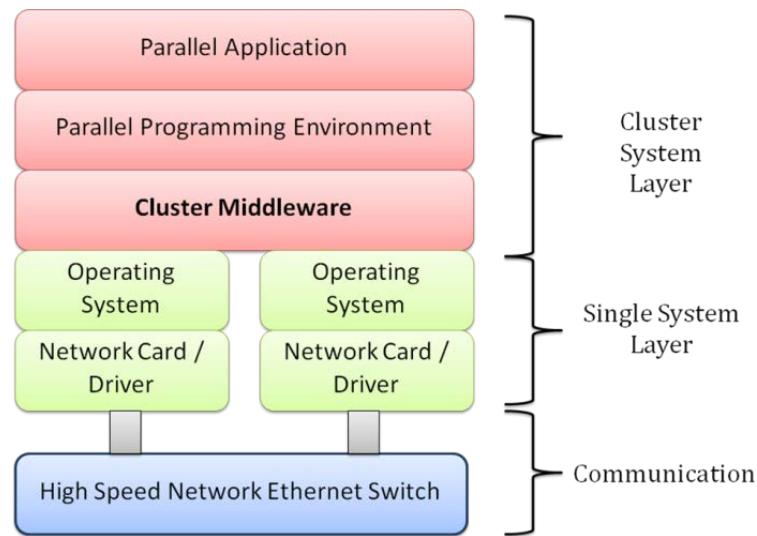 Parallel Application
Parallel Programming Environment
Cluster Middleware
Cluster
System
Layer
Operating
System
Operating
System
Network Card /
Driver
Network Card /
Driver
Single System
Layer
High Speed Network Ethernet Switch
Communication